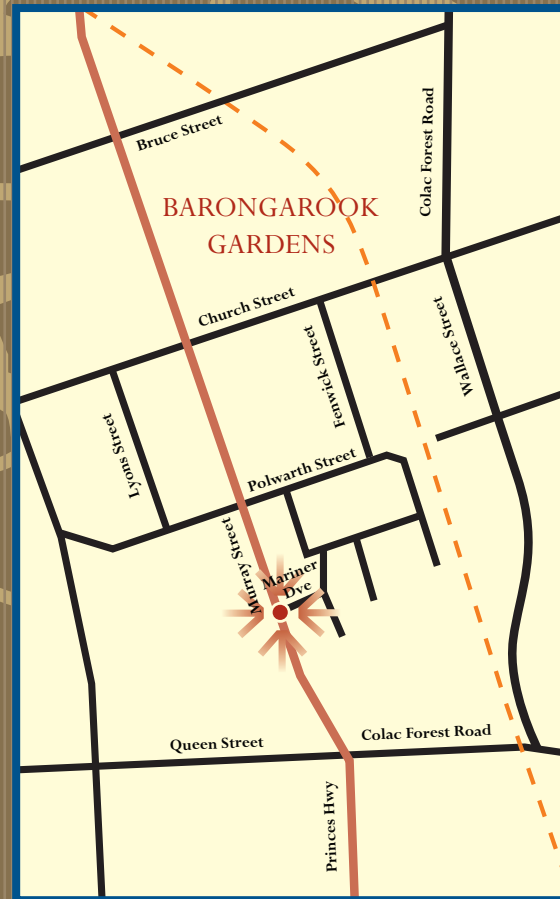 Colac Forest Road
Bruce Street
BARONGAROOK
GARDENS
Church Street
Wallace Street
Fenwick Street
Lyons Street
Polwarth Street
Murray Street
Mariner
Dve
Queen Street
Colac Forest Road
Princes Hwy